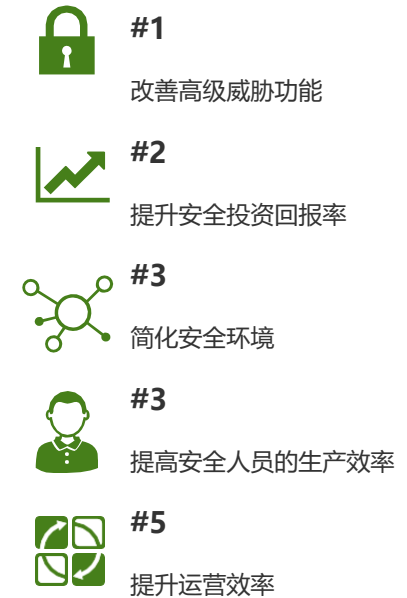 #1
改善高级威胁功能
#2
提升安全投资回报率
#3
简化安全环境
#3
提高安全人员的生产效率
#5
提升运营效率